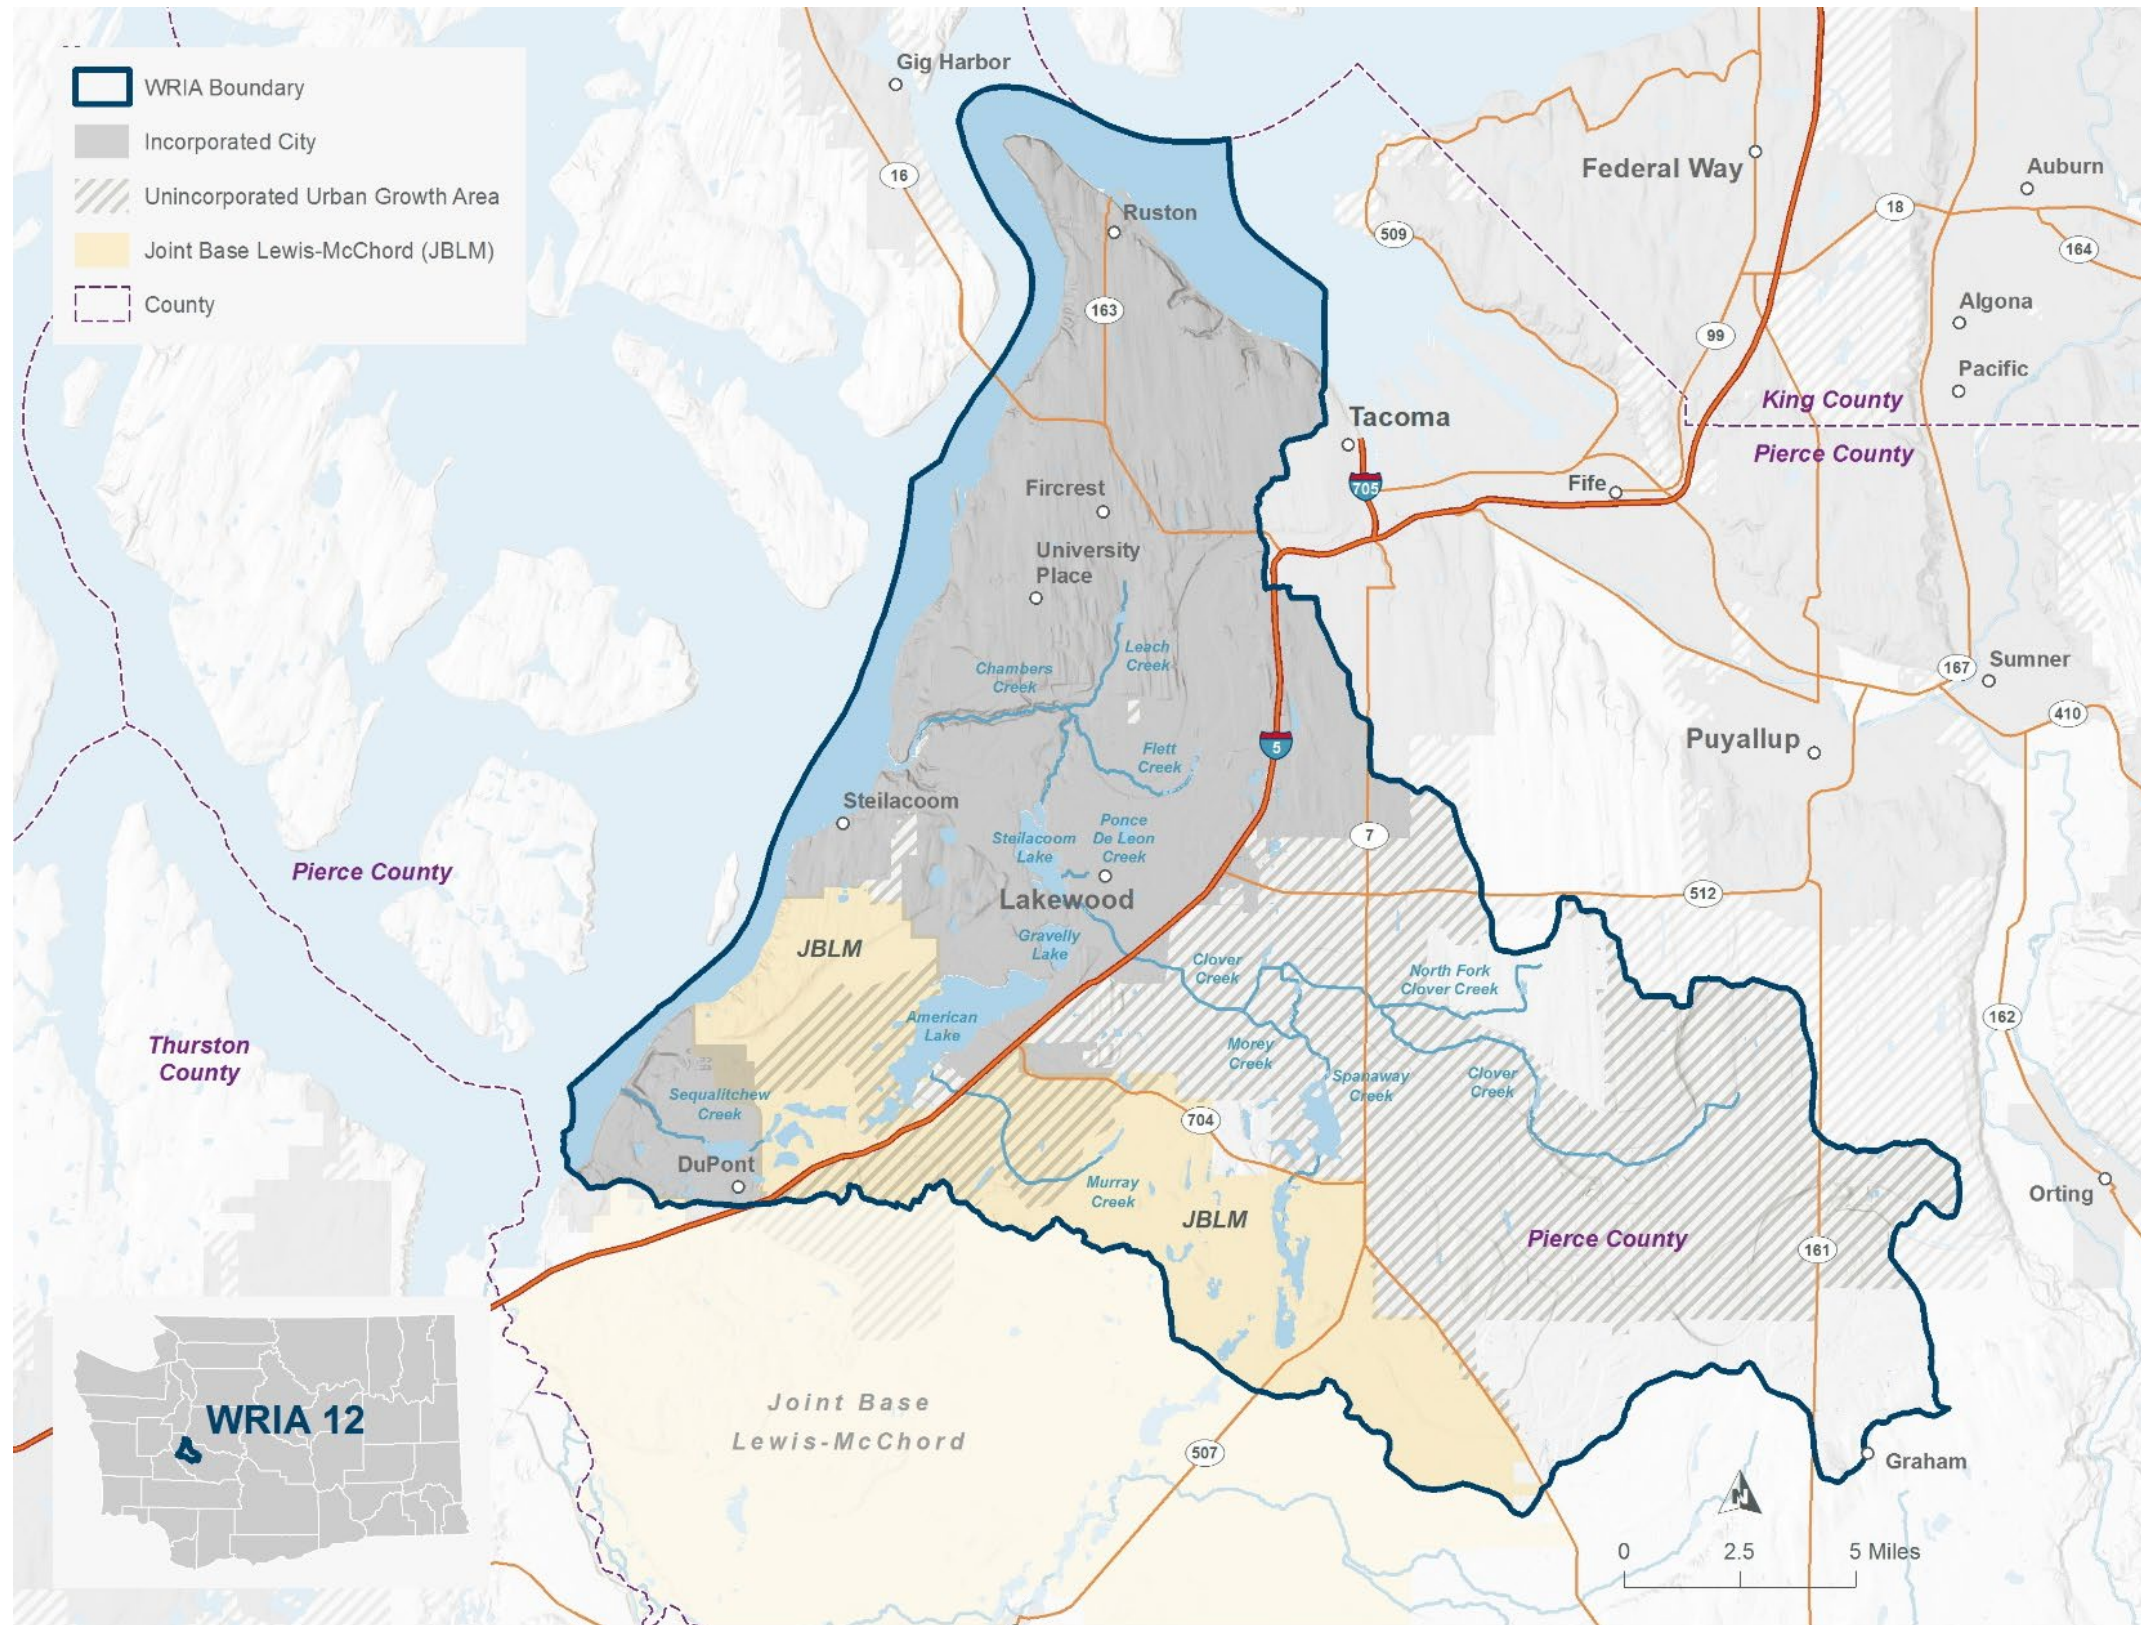 WRIA Boundary
Incorporated City
Unincorporated Urban Growth Area
Joint Base Lewis-McChord (JBLM)
County
Gig Harbor
16
Ruston
163
Federal Way
Auburn
18
509
164
Algona
99
Pacific
King County
Pierce County
Tacoma
705
Fife
Fircrest
University
Place
Leach
Creek
Chambers
Creek
167
Sumner
410
Puyallup
Flett
Creek
5
Steilacoom
7
Steilacoom
Lake
Ponce
De Leon
Creek
Pierce County
512
Lakewood
JBLM
Gravelly
Lake
Clover
Creek
North Fork
Clover Creek
American
Lake
162
Thurston
County
Morey
Creek
Spanaway
Creek
Clover
Creek
Sequalitchew
Creek
704
DuPont
Murray
Creek
JBLM
Orting
Pierce County
161
Joint Base
Lewis-McChord
WRIA 12
507
Graham
N
0 2.5 5 Miles